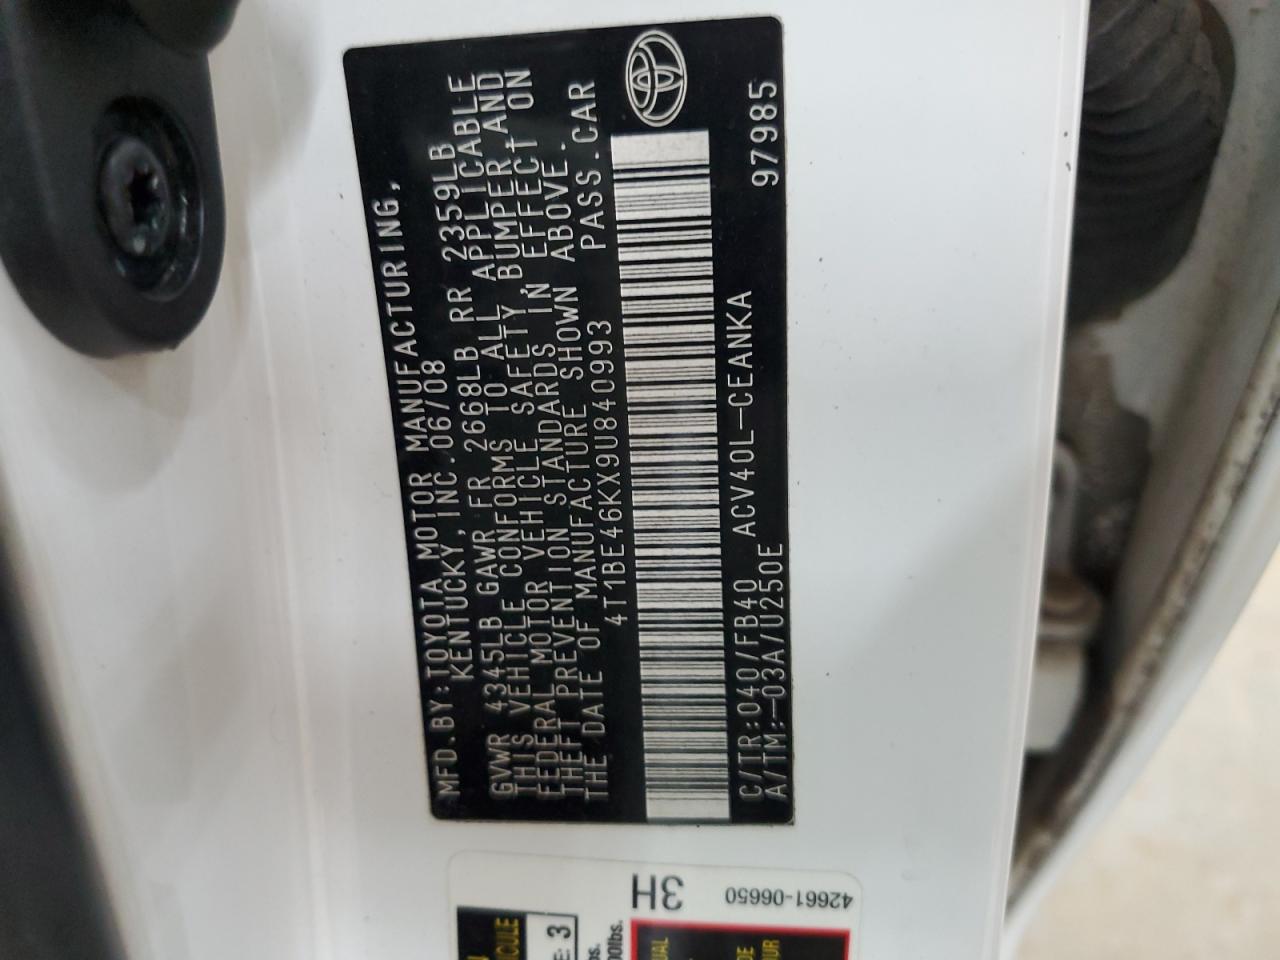 MFD.BY:TOYOTA MOTOR MANUFACTURING,
KENTUCKY,INC.06/08
GVWR 4345LB GAWR FR 2668LB RR 2359LB
THIS VEHICLE CONFORMS TO ALL APPLICABLE
FEDERAL MOTOR VEHICLE SAFETY,BUMPER,AND
THEFT PREVENTION STANDARDS IN EFFECT ON
THE DATE OF MANUFACTURE SHOWN ABOVE.
4T1BE46KX9U840993 PASS.CAR
C/TR:040/FB40 ACV40L-CEANKA 97985
A/TM:-03A/U250E
3H
42661-06650